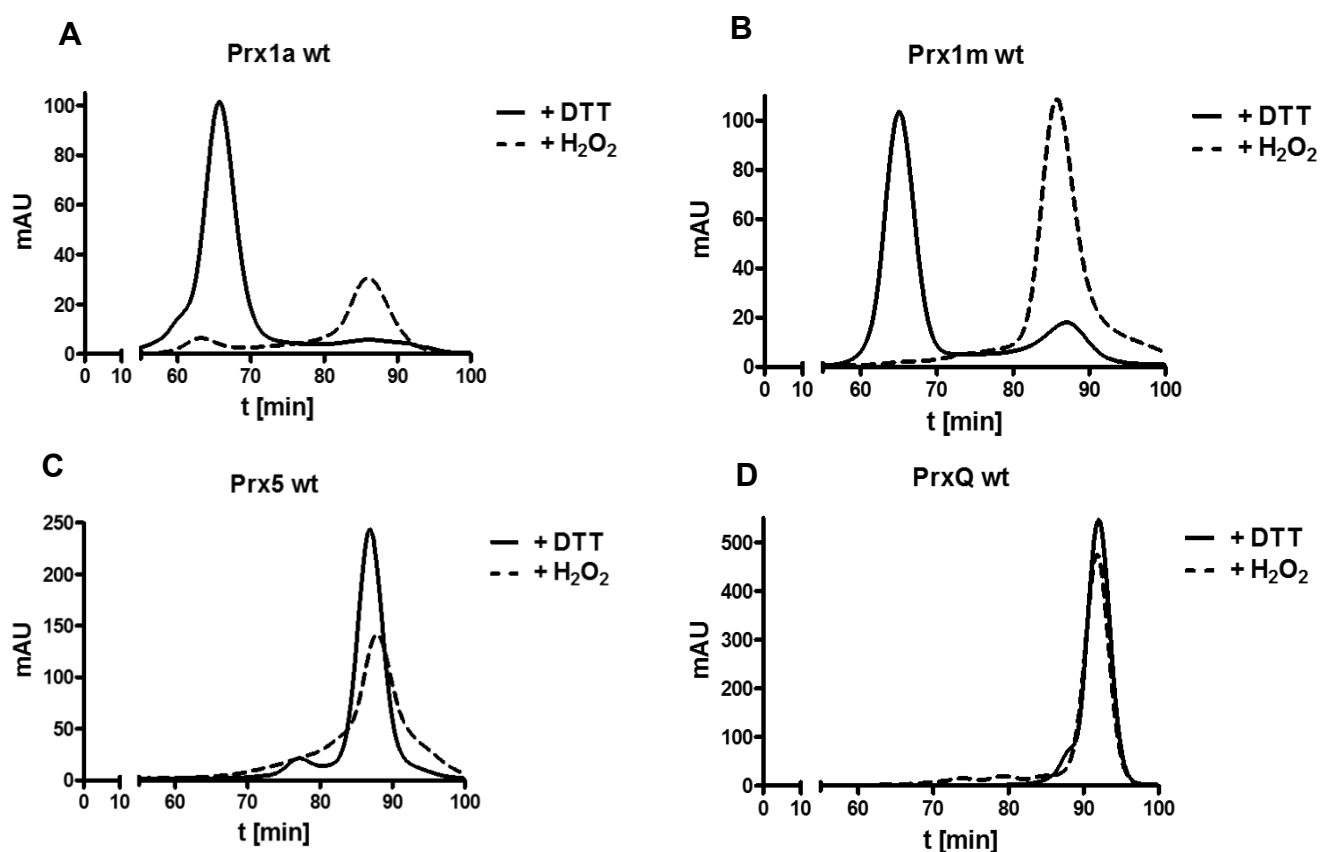 A
Prx1a wt
100
80
60
40
20
0
mAU
0 10 60 70 80 90 100
t [min]
+ DTT
+ H₂O₂
B
Prx1m wt
100
80
60
40
20
0
mAU
0 10 60 70 80 90 100
t [min]
+ DTT
+ H₂O₂
C
Prx5 wt
250
200
150
100
50
0
mAU
0 10 60 70 80 90 100
t [min]
+ DTT
+ H₂O₂
D
PrxQ wt
500
400
300
200
100
0
mAU
0 10 70 80 90 100
t [min]
+ DTT
+ H₂O₂